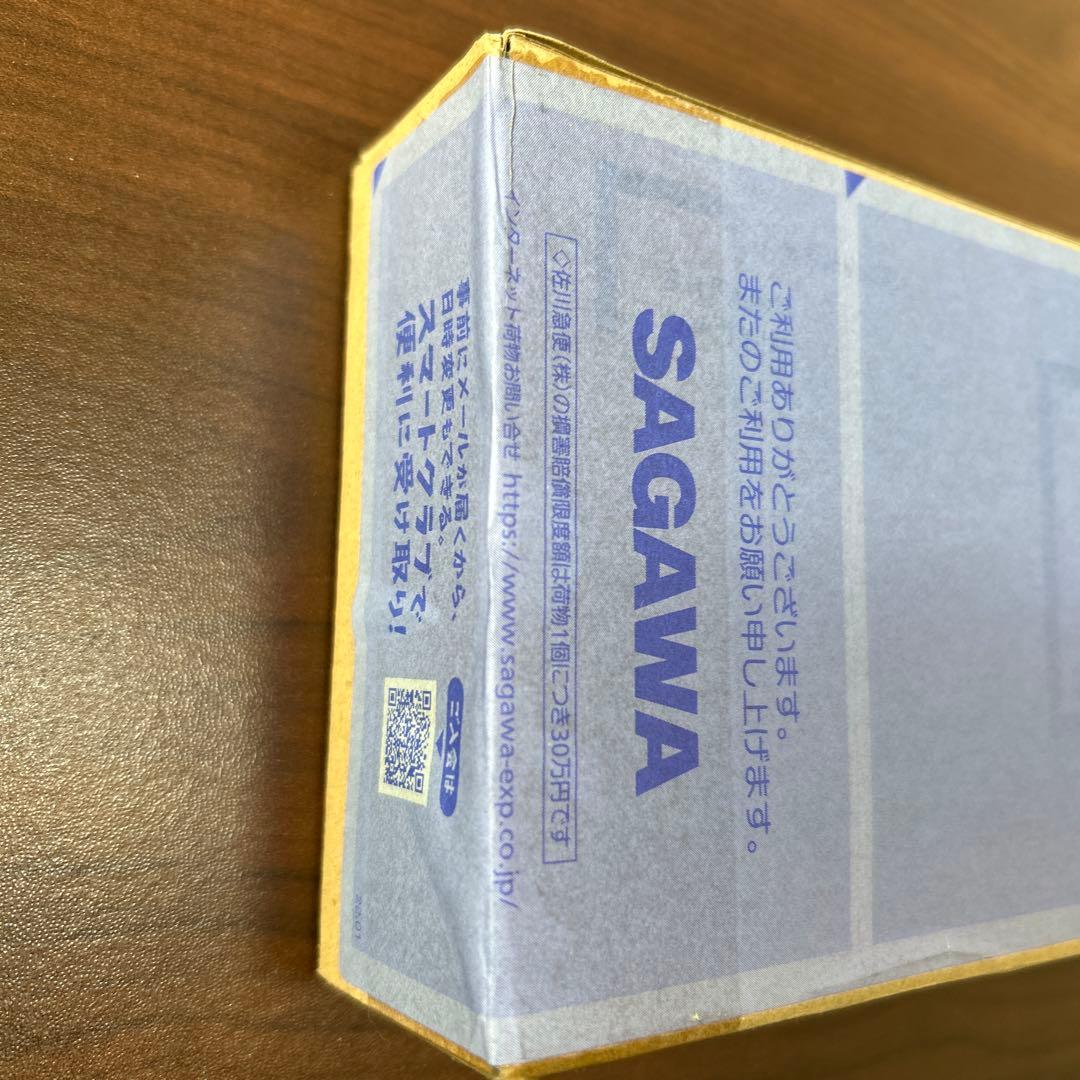 ご利用ありがとうございます。
またのご利用をお願い申し上げます。
SAGAWA
◇佐川急便(株)の損害賠償限度額は荷物1個につき30万円です
インターネット荷物お問い合せ https://www.sagawa-exp.co.jp/
事前にメールが届くから、
日時変更もできる。
スマートクラブで
便利に受け取り!
ご入会は